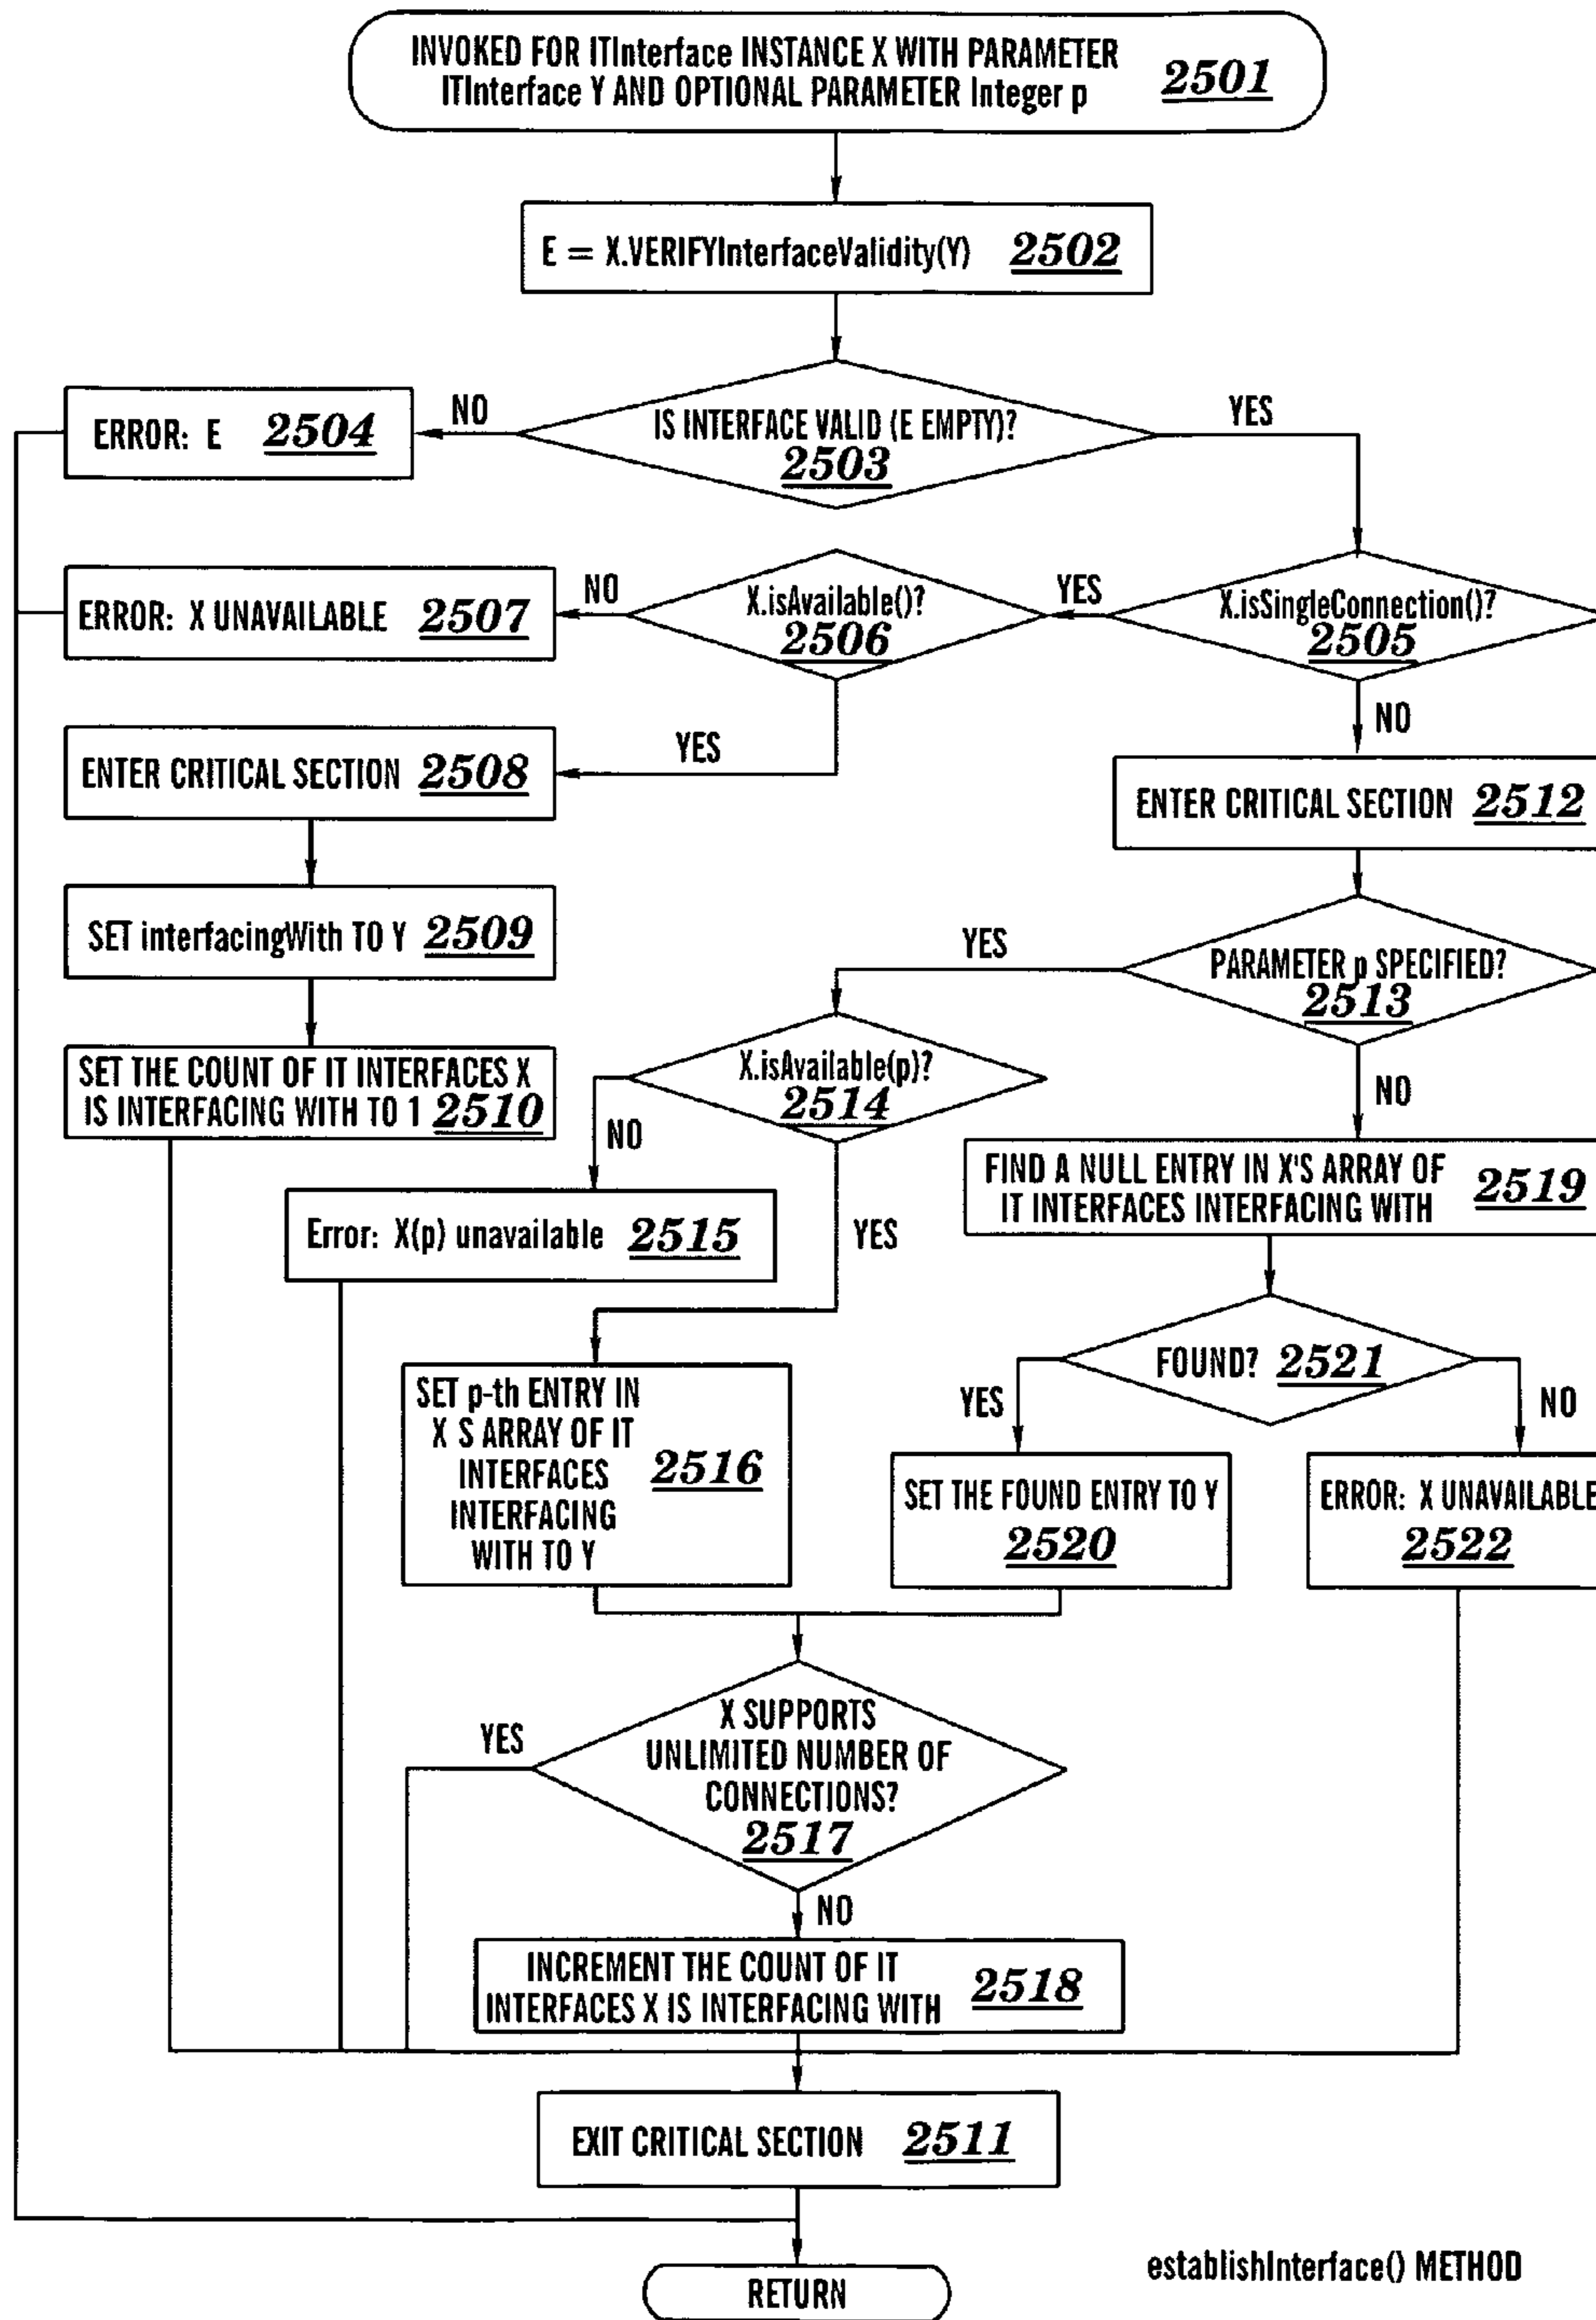 INVOKED FOR ITInterface INSTANCE X WITH PARAMETER
ITInterface Y AND OPTIONAL PARAMETER Integer p 2501
E = X.VERIFYInterfaceValidity(Y) 2502
IS INTERFACE VALID (E EMPTY)?
2503
NO
YES
ERROR: E 2504
X.isSingleConnection()?
2505
YES
NO
X.isAvailable()?
2506
NO
YES
ERROR: X UNAVAILABLE 2507
ENTER CRITICAL SECTION 2508
SET interfacingWith TO Y 2509
SET THE COUNT OF IT INTERFACES X
IS INTERFACING WITH TO 1 2510
ENTER CRITICAL SECTION 2512
PARAMETER p SPECIFIED?
2513
YES
NO
X.isAvailable(p)?
2514
NO
YES
Error: X(p) unavailable 2515
SET p-th ENTRY IN
X S ARRAY OF IT
INTERFACES 2516
INTERFACING
WITH TO Y
FIND A NULL ENTRY IN X'S ARRAY OF
IT INTERFACES INTERFACING WITH 2519
FOUND? 2521
YES
NO
SET THE FOUND ENTRY TO Y
2520
ERROR: X UNAVAILABLE
2522
X SUPPORTS
UNLIMITED NUMBER OF
CONNECTIONS?
2517
YES
NO
INCREMENT THE COUNT OF IT
INTERFACES X IS INTERFACING WITH 2518
EXIT CRITICAL SECTION 2511
RETURN
establishInterface() METHOD